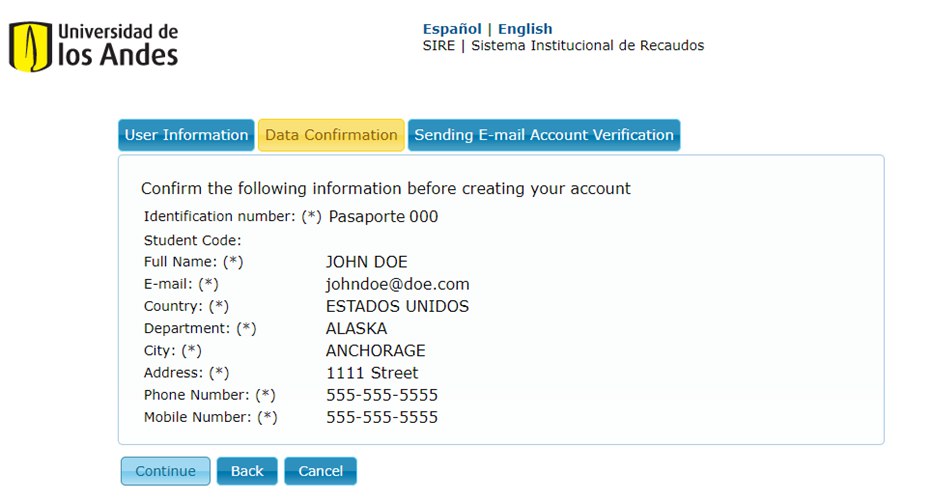 Universidad de
los Andes
Español | English
SIRE | Sistema Institucional de Recaudos
User Information Data Confirmation Sending E-mail Account Verification
Confirm the following information before creating your account
Identification number: (*) Pasaporte 000
Student Code:
Full Name: (*) JOHN DOE
E-mail: (*) johndoe@doe.com
Country: (*) ESTADOS UNIDOS
Department: (*) ALASKA
City: (*) ANCHORAGE
Address: (*) 1111 Street
Phone Number: (*) 555-555-5555
Mobile Number: (*) 555-555-5555
Continue Back Cancel